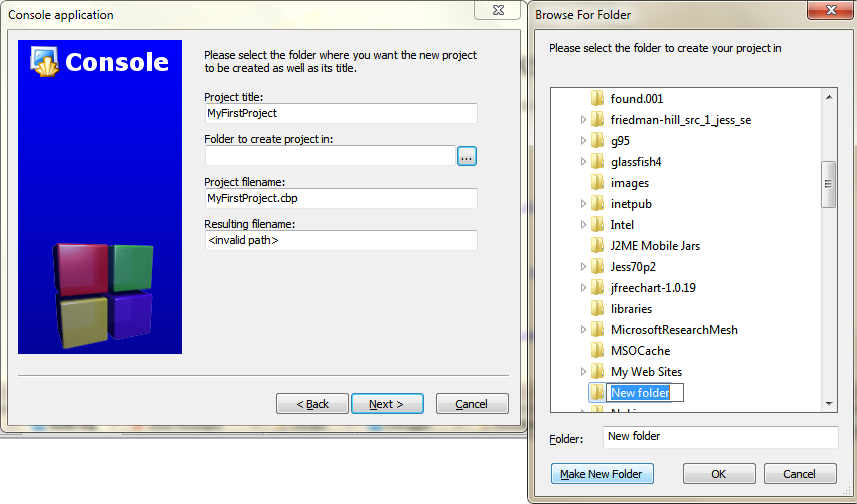 Console application
Console
Please select the folder where you want the new project
to be created as well as its title.
Project title:
MyFirstProject
Folder to create project in:
...
Project filename:
MyFirstProject.cbp
Resulting filename:
<invalid path>
< Back
Next >
Cancel
Browse For Folder
Please select the folder to create your project in
found.001
friedman-hill_src_1_jess_se
g95
glassfish4
images
inetpub
Intel
J2ME Mobile Jars
Jess70p2
jfreechart-1.0.19
libraries
MicrosoftResearchMesh
MSOCache
My Web Sites
New folder
Folder:
New folder
Make New Folder
OK
Cancel